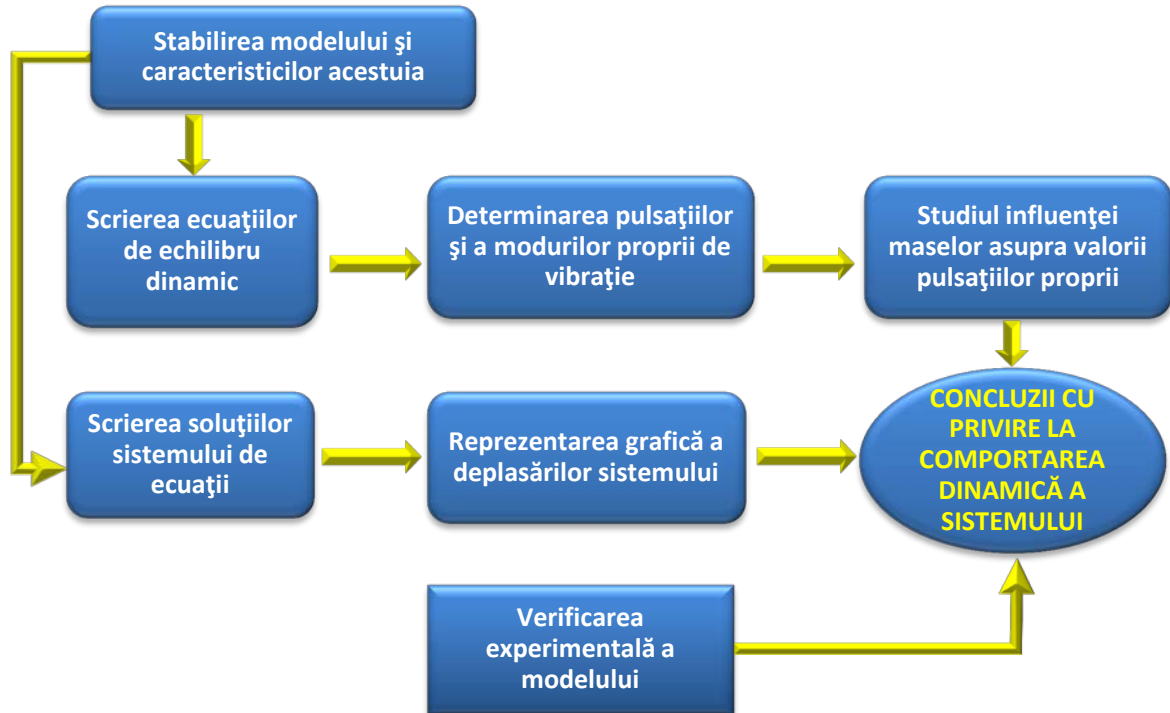 Stabilirea modelului şi
caracteristicilor acestuia
Scrierea ecuaţiilor
de echilibru
dinamic
Determinarea pulsaţiilor
şi a modurilor proprii de
vibraţie
Studiul influenţei
maselor asupra valorii
pulsaţiilor proprii
Scrierea soluţiilor
sistemului de
ecuaţii
Reprezentarea grafică a
deplasărilor sistemului
CONCLUZII CU
PRIVIRE LA
COMPORTAREA
DINAMICĂ A
SISTEMULUI
Verificarea
experimentală a
modelului